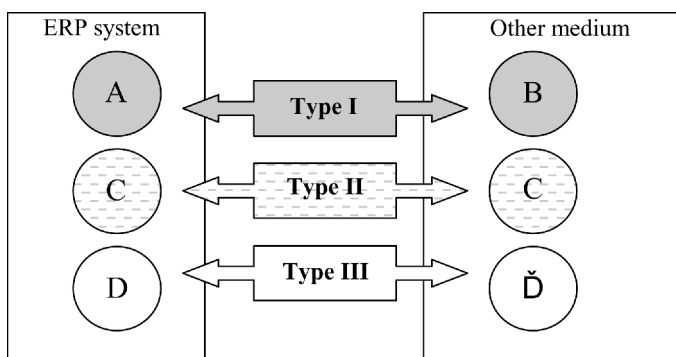 ERP system
Other medium
A
Type I
B
C
Type II
C
D
Type III
Ď